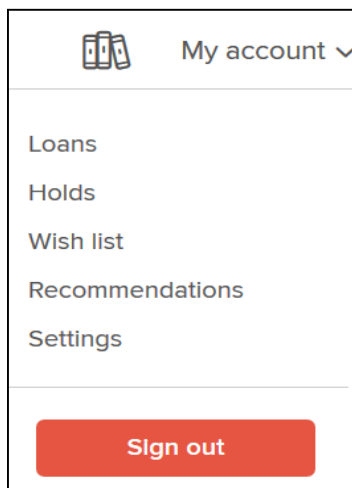 My account
Loans
Holds
Wish list
Recommendations
Settings
SIgn out